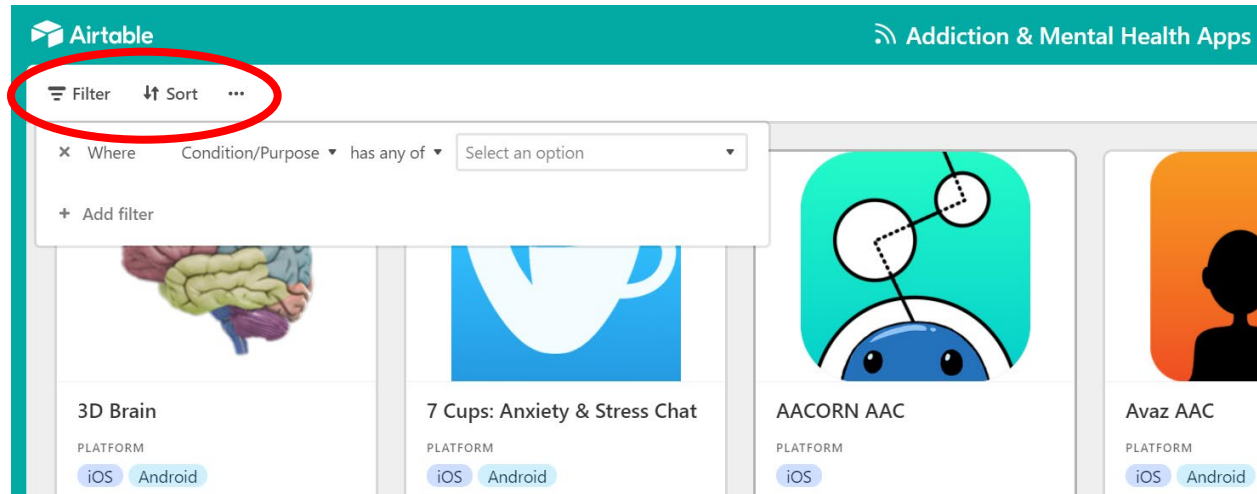 Airtable
Addiction & Mental Health Apps
Filter Sort ...
Where Condition/Purpose has any of Select an option
+ Add filter
3D Brain 7 Cups: Anxiety & Stress Chat AACORN AAC Avaz AAC
PLATFORM PLATFORM PLATFORM PLATFORM
iOS Android iOS Android iOS iOS Android